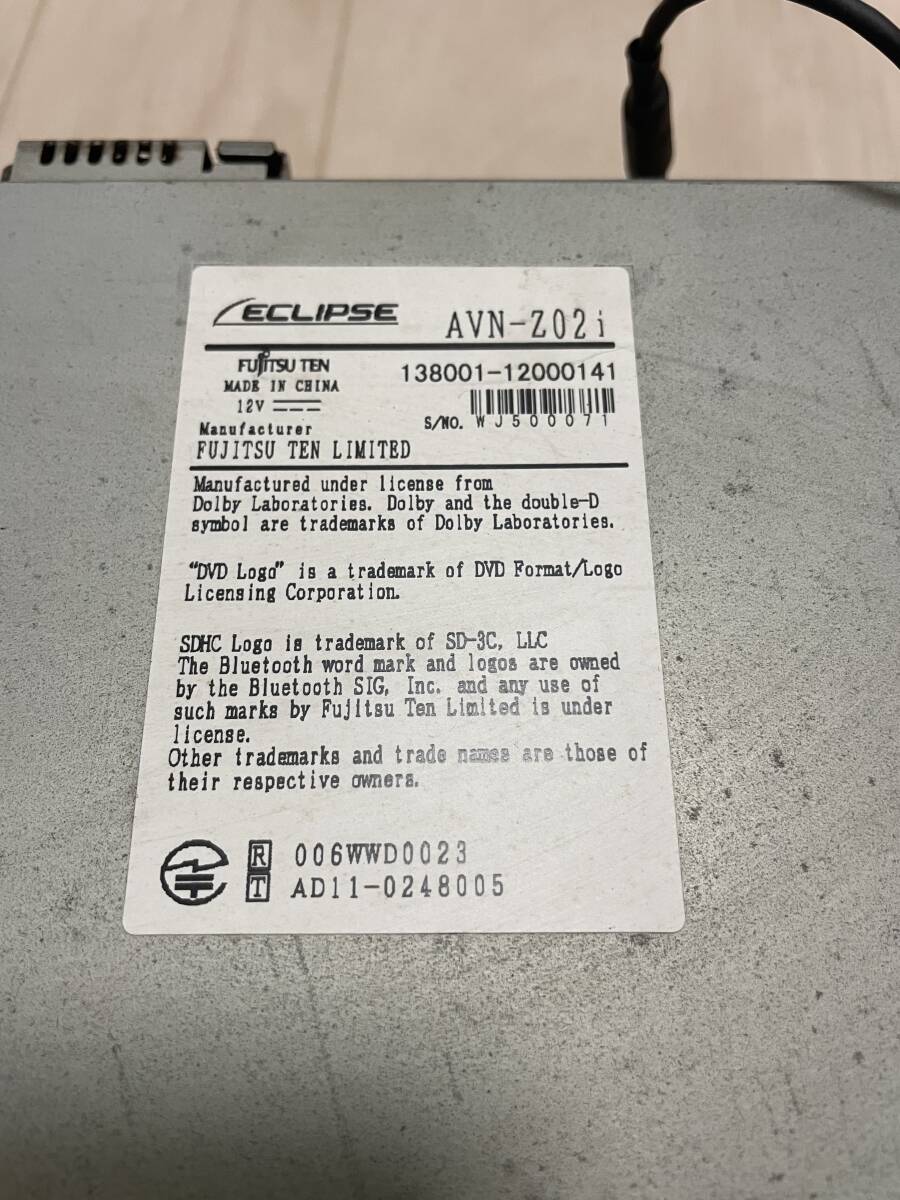 ECLIPSE AVN-Z02i
FUJITSU TEN
MADE IN CHINA
12V
138001-12000141
S/NO. WJ500071
Manufacturer
FUJITSU TEN LIMITED
Manufactured under license from
Dolby Laboratories. Dolby and the double-D
symbol are trademarks of Dolby Laboratories.
“DVD Logo” is a trademark of DVD Format/Logo
Licensing Corporation.
SDHC Logo is trademark of SD-3C, LLC
The Bluetooth word mark and logos are owned
by the Bluetooth SIG, Inc. and any use of
such marks by Fujitsu Ten Limited is under
license.
Other trademarks and trade names are those of
their respective owners.
R 006WWD0023
T AD11-0248005